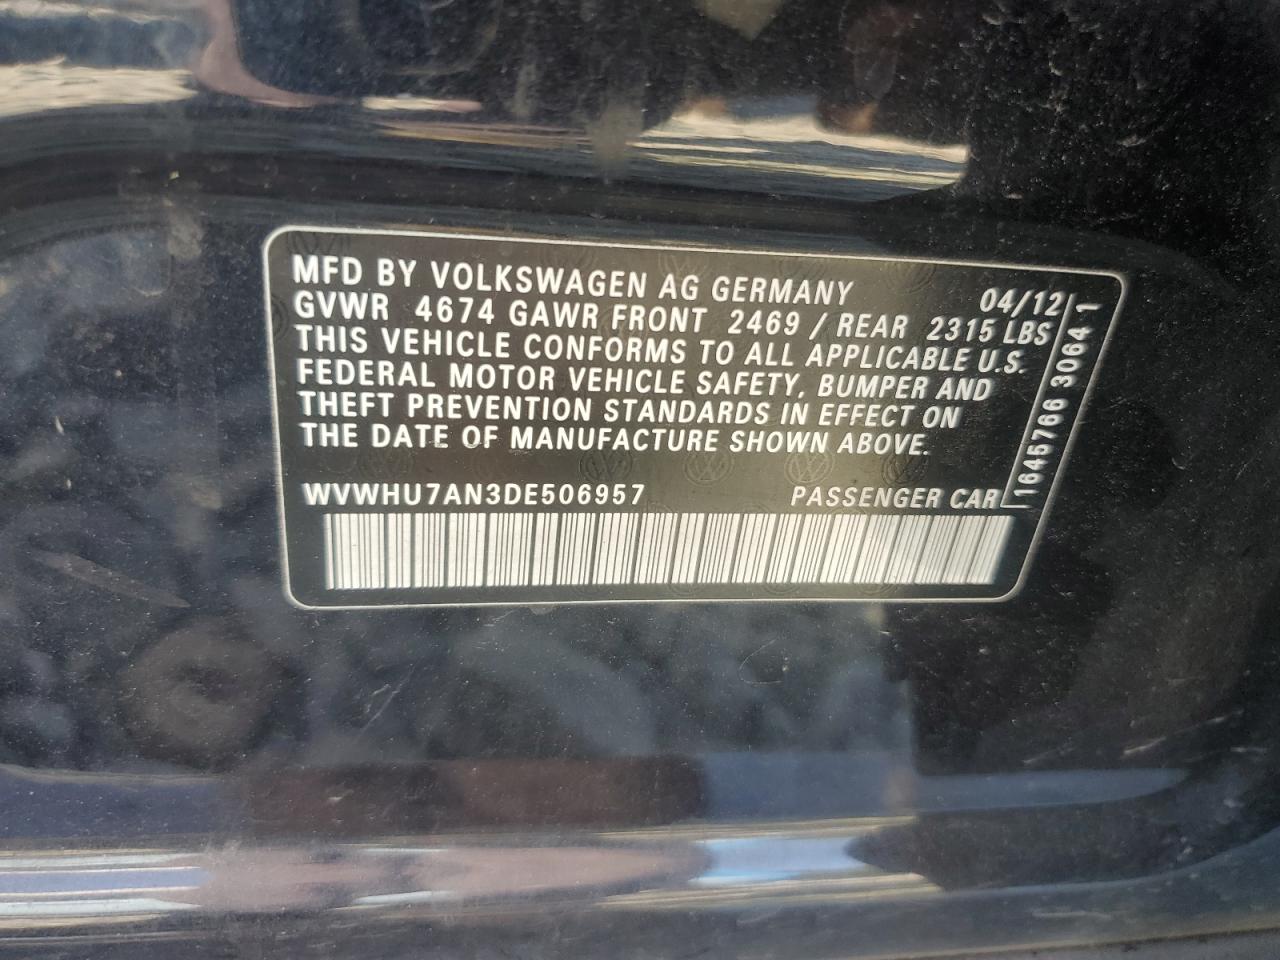 MFD BY VOLKSWAGEN AG GERMANY 04/12
GVWR 4674 GAWR FRONT 2469 / REAR 2315 LBS
THIS VEHICLE CONFORMS TO ALL APPLICABLE U.S.
FEDERAL MOTOR VEHICLE SAFETY, BUMPER AND
THEFT PREVENTION STANDARDS IN EFFECT ON
THE DATE OF MANUFACTURE SHOWN ABOVE.
WVWHU7AN3DE506957 PASSENGER CAR
1645766 3064 1